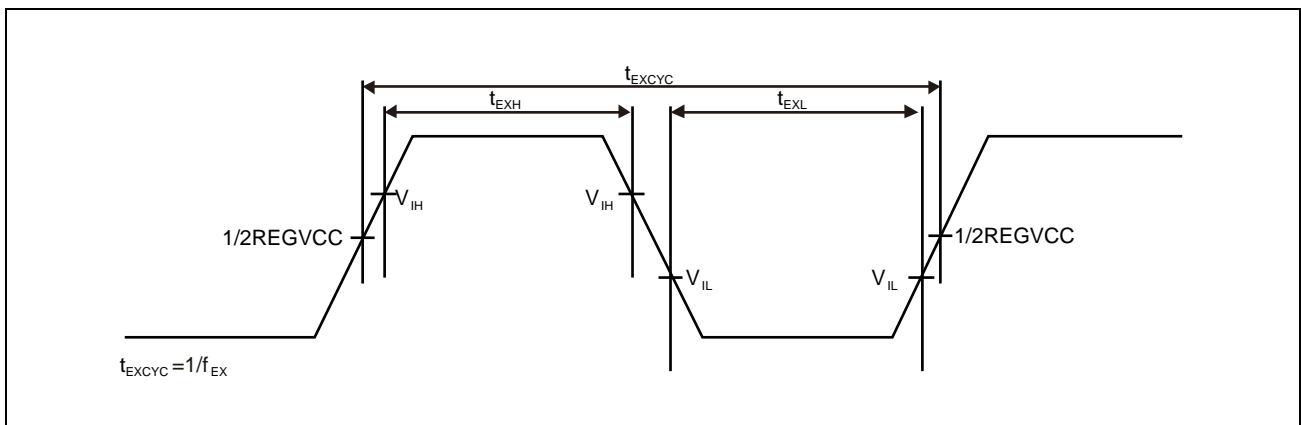 tEXCYC
tEXH
tEXL
VIH
VIH
1/2REGVCC
1/2REGVCC
VIL
VIL
tEXCYC =1/fEX